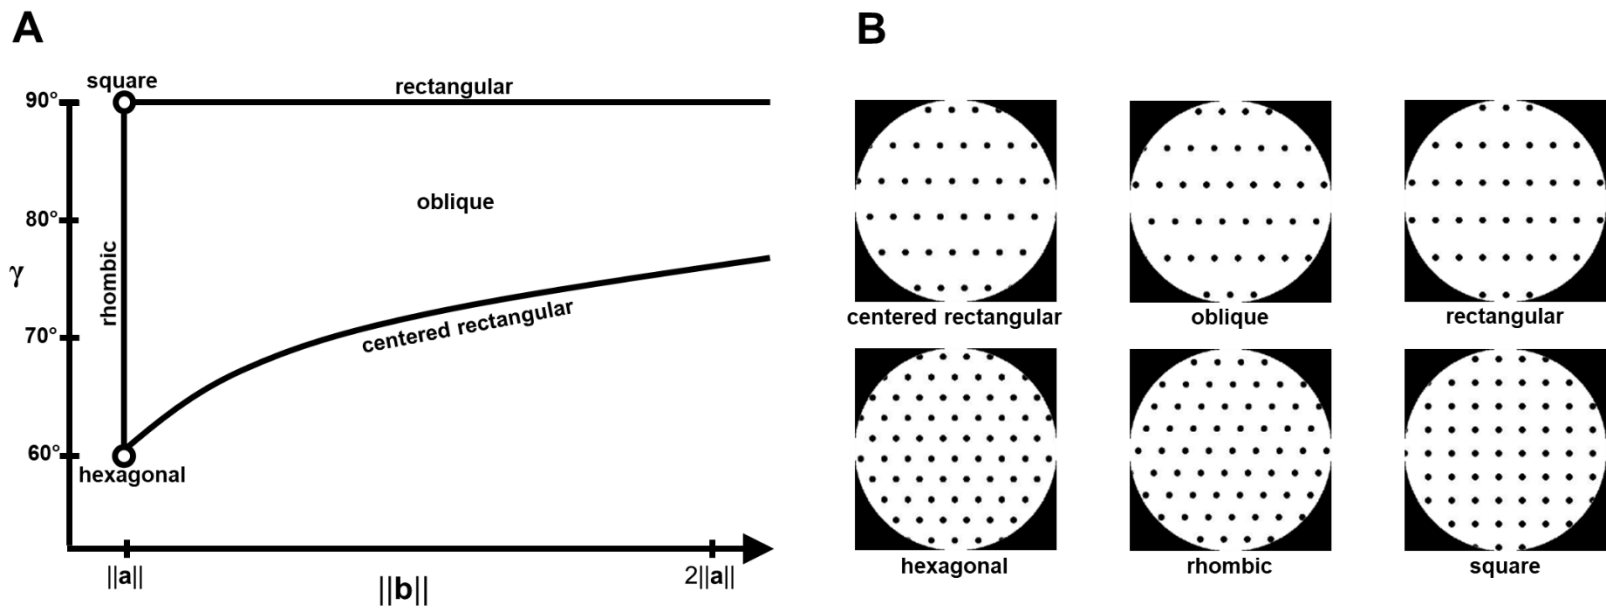 A
B
square
rectangular
90°
oblique
80°
γ
rhombic
70°
centered rectangular
60°
hexagonal
||a||
||b||
2||a||
centered rectangular
oblique
rectangular
hexagonal
rhombic
square